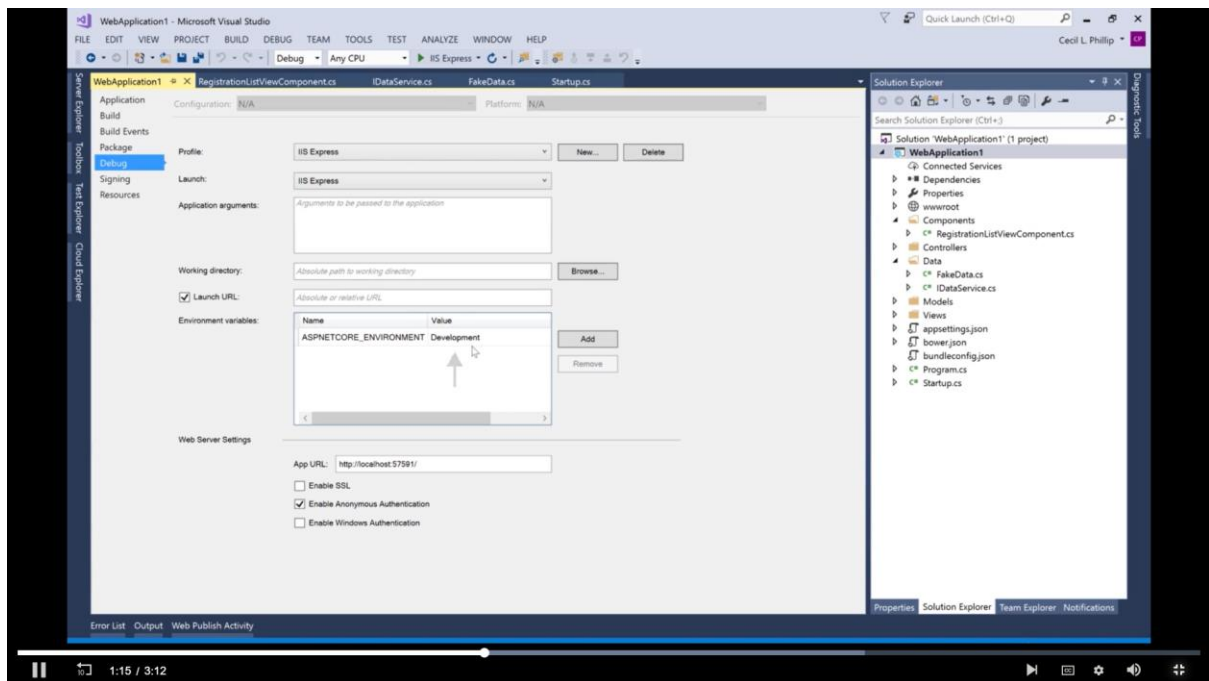 WebApplication1 - Microsoft Visual Studio
Quick Launch (Ctrl+Q)
FILE EDIT VIEW PROJECT BUILD DEBUG TEAM TOOLS TEST ANALYZE WINDOW HELP
Cecil L. Phillip CP
Debug Any CPU IIS Express
Server Explorer
Toolbox
Test Explorer
Cloud Explorer
WebApplication1 RegistrationListViewComponent.cs IDataService.cs FakeData.cs Startup.cs
Application
Build
Build Events
Package
Debug
Signing
Resources
Configuration: N/A Platform: N/A
Profile: IIS Express New... Delete
Launch: IIS Express
Application arguments: Arguments to be passed to the application
Working directory: Absolute path to working directory Browse...
Launch URL: Absolute or relative URL
Environment variables: Name Value
ASPNETCORE_ENVIRONMENT Development
Add
Remove
Web Server Settings
App URL: http://localhost:57591/
Enable SSL
Enable Anonymous Authentication
Enable Windows Authentication
Solution Explorer
Search Solution Explorer (Ctrl+;)
Solution 'WebApplication1' (1 project)
WebApplication1
Connected Services
Dependencies
Properties
wwwroot
Components
C# RegistrationListViewComponent.cs
Controllers
Data
C# FakeData.cs
C# IDataService.cs
Models
Views
appsettings.json
bower.json
bundleconfig.json
C# Program.cs
C# Startup.cs
Properties Solution Explorer Team Explorer Notifications
Diagnostic Tools
Error List Output Web Publish Activity
10 1:15 / 3:12
CC